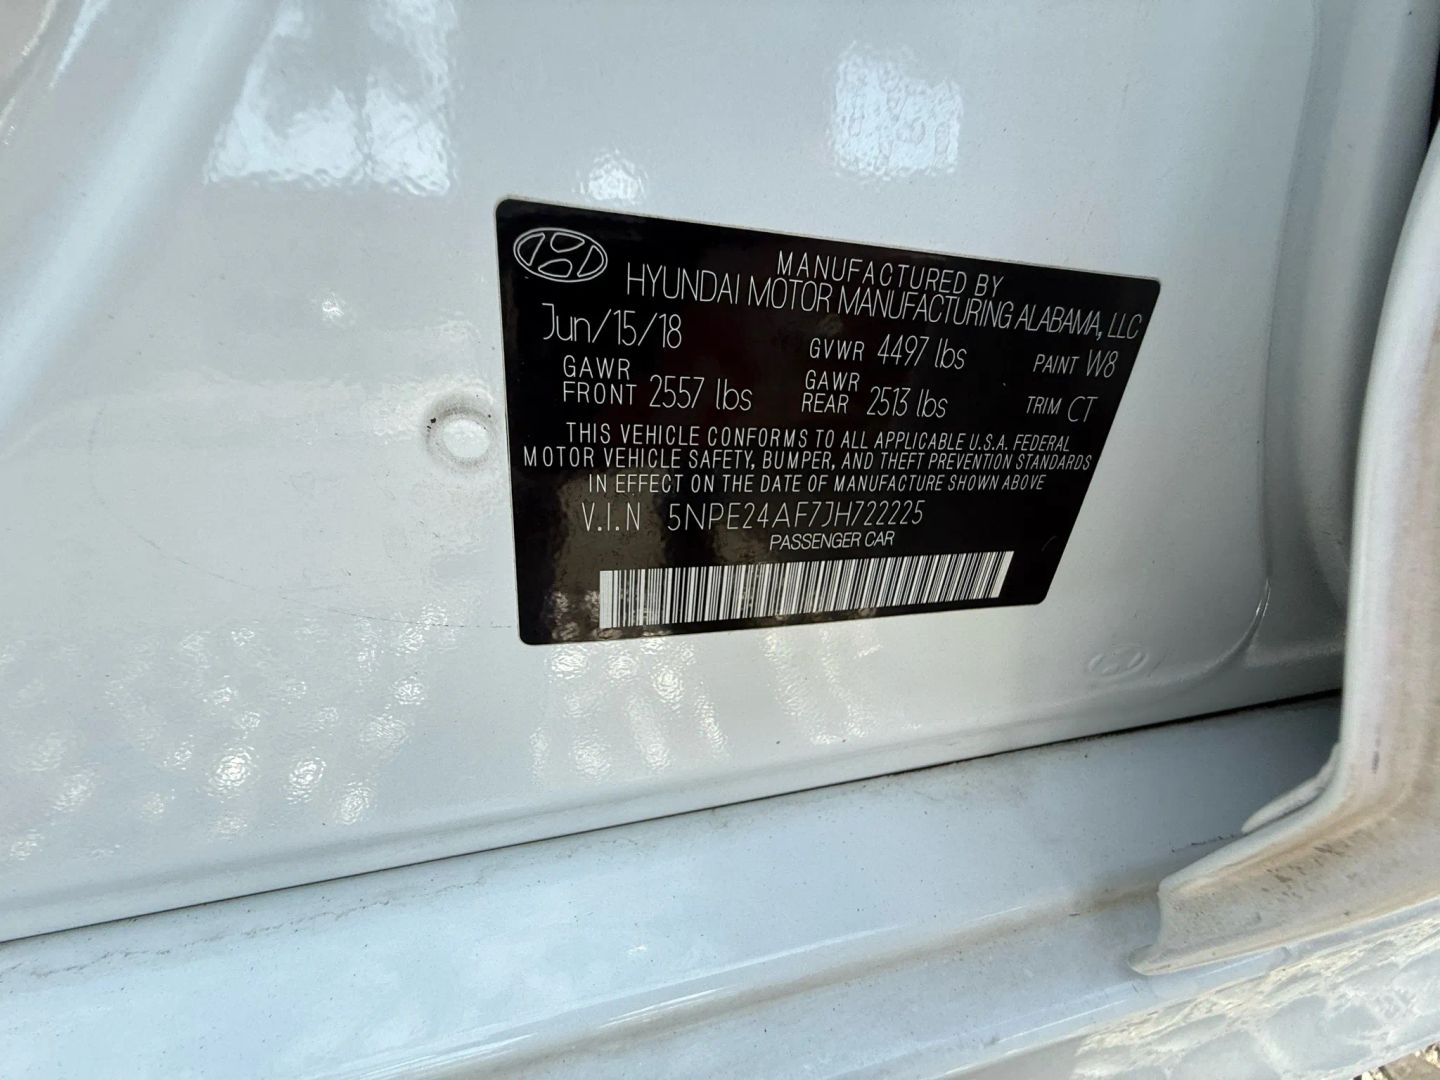 MANUFACTURED BY
HYUNDAI MOTOR MANUFACTURING ALABAMA, LLC
Jun/15/18
GVWR 4497 lbs
PAINT W8
GAWR FRONT 2557 lbs
GAWR REAR 2513 lbs
TRIM CT
THIS VEHICLE CONFORMS TO ALL APPLICABLE U.S.A. FEDERAL
MOTOR VEHICLE SAFETY, BUMPER, AND THEFT PREVENTION STANDARDS
IN EFFECT ON THE DATE OF MANUFACTURE SHOWN ABOVE
V.I.N 5NPE24AF7JH722225
PASSENGER CAR